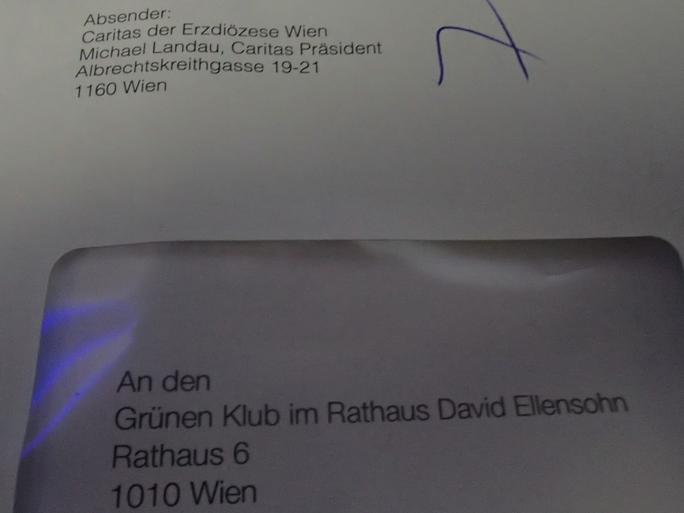 Absender:
Caritas der Erzdiözese Wien
Michael Landau, Caritas Präsident
Albrechtskreithgasse 19-21
1160 Wien
An den
Grünen Klub im Rathaus David Ellensohn
Rathaus 6
1010 Wien